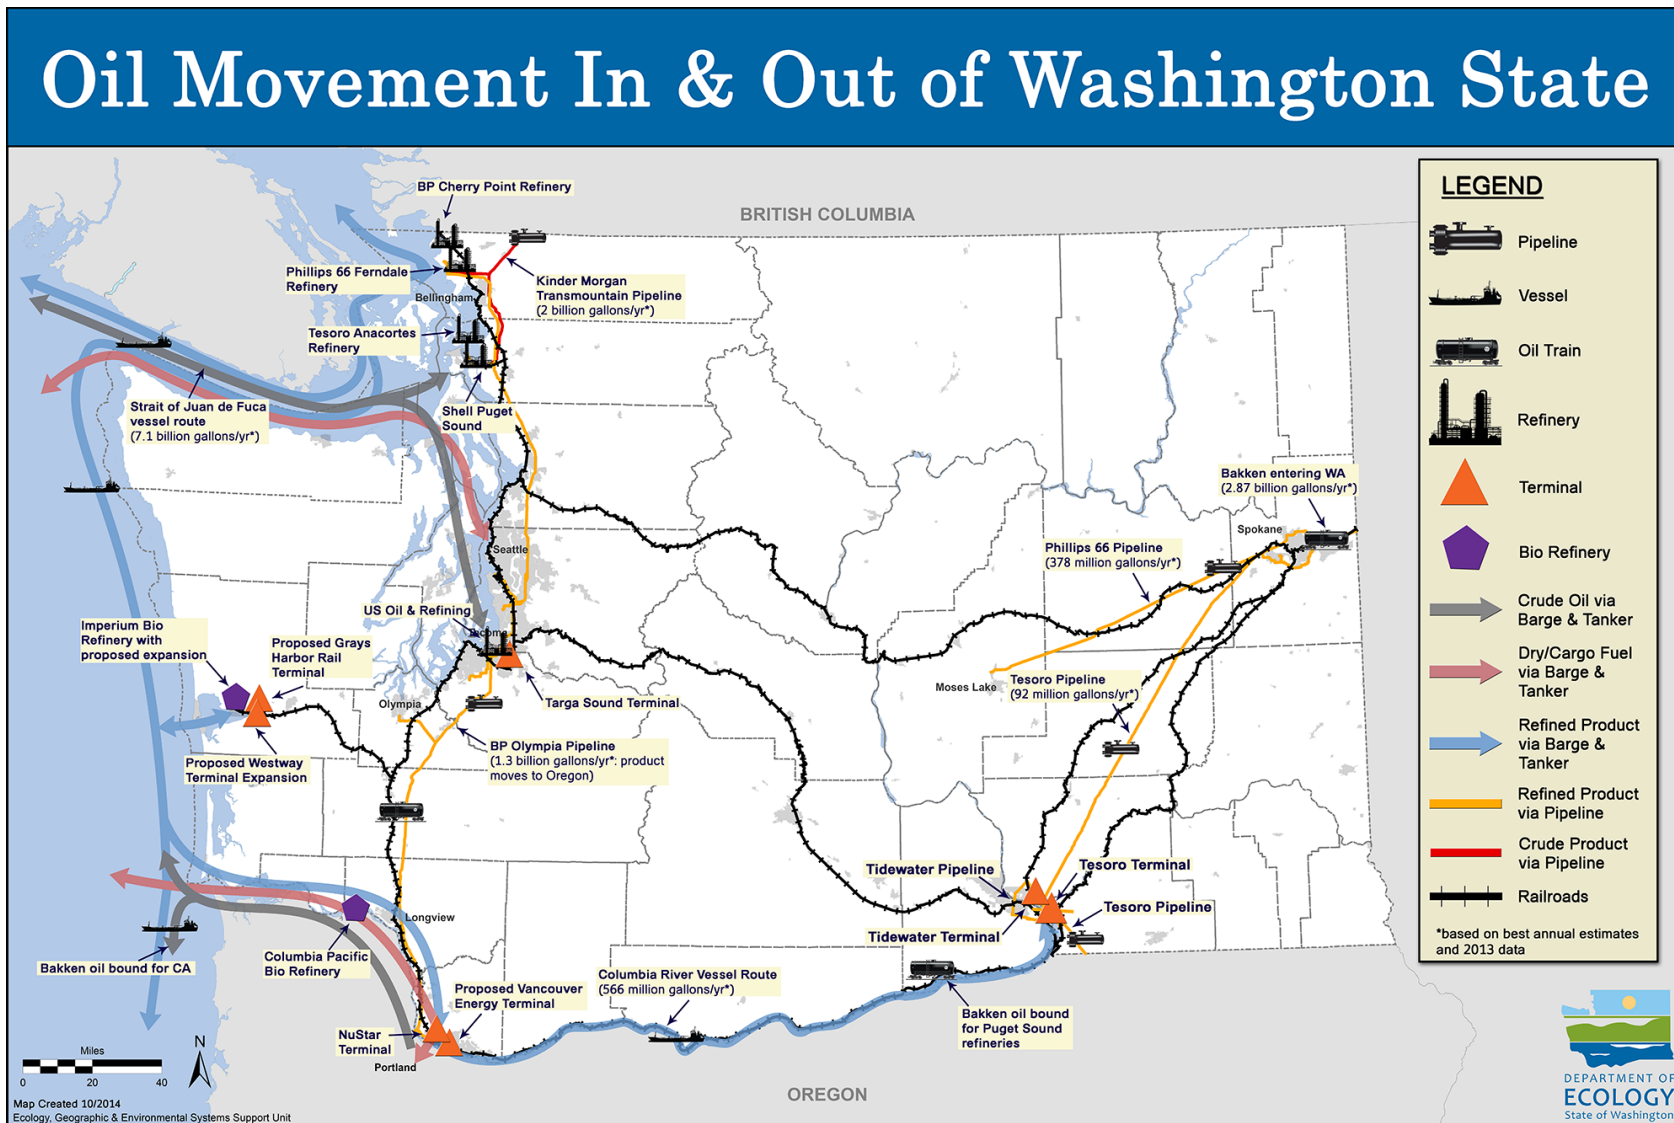 Oil Movement In & Out of Washington State
BP Cherry Point Refinery
BRITISH COLUMBIA
Phillips 66 Ferndale
Refinery
Bellingham
Kinder Morgan
Transmountain Pipeline
(2 billion gallons/yr*)
Tesoro Anacortes
Refinery
Strait of Juan de Fuca
vessel route
(7.1 billion gallons/yr*)
Shell Puget
Sound
Bakken entering WA
(2.87 billion gallons/yr*)
Spokane
Seattle
Phillips 66 Pipeline
(378 million gallons/yr*)
US Oil & Refining
Tacoma
Imperium Bio
Refinery with
proposed expansion
Proposed Grays
Harbor Rail
Terminal
Tesoro Pipeline
(92 million gallons/yr*)
Moses Lake
Olympia
Targa Sound Terminal
BP Olympia Pipeline
(1.3 billion gallons/yr*: product
moves to Oregon)
Proposed Westway
Terminal Expansion
Tidewater Pipeline
Tesoro Terminal
Tesoro Pipeline
Tidewater Terminal
Longview
Columbia Pacific
Bio Refinery
Bakken oil bound for CA
Columbia River Vessel Route
(566 million gallons/yr*)
Proposed Vancouver
Energy Terminal
Bakken oil bound
for Puget Sound
refineries
NuStar
Terminal
Portland
OREGON
LEGEND
Pipeline
Vessel
Oil Train
Refinery
Terminal
Bio Refinery
Crude Oil via
Barge & Tanker
Dry/Cargo Fuel
via Barge &
Tanker
Refined Product
via Barge &
Tanker
Refined Product
via Pipeline
Crude Product
via Pipeline
Railroads
*based on best annual estimates
and 2013 data
N
Miles
0 20 40
Map Created 10/2014
Ecology, Geographic & Environmental Systems Support Unit
DEPARTMENT OF
ECOLOGY
State of Washington